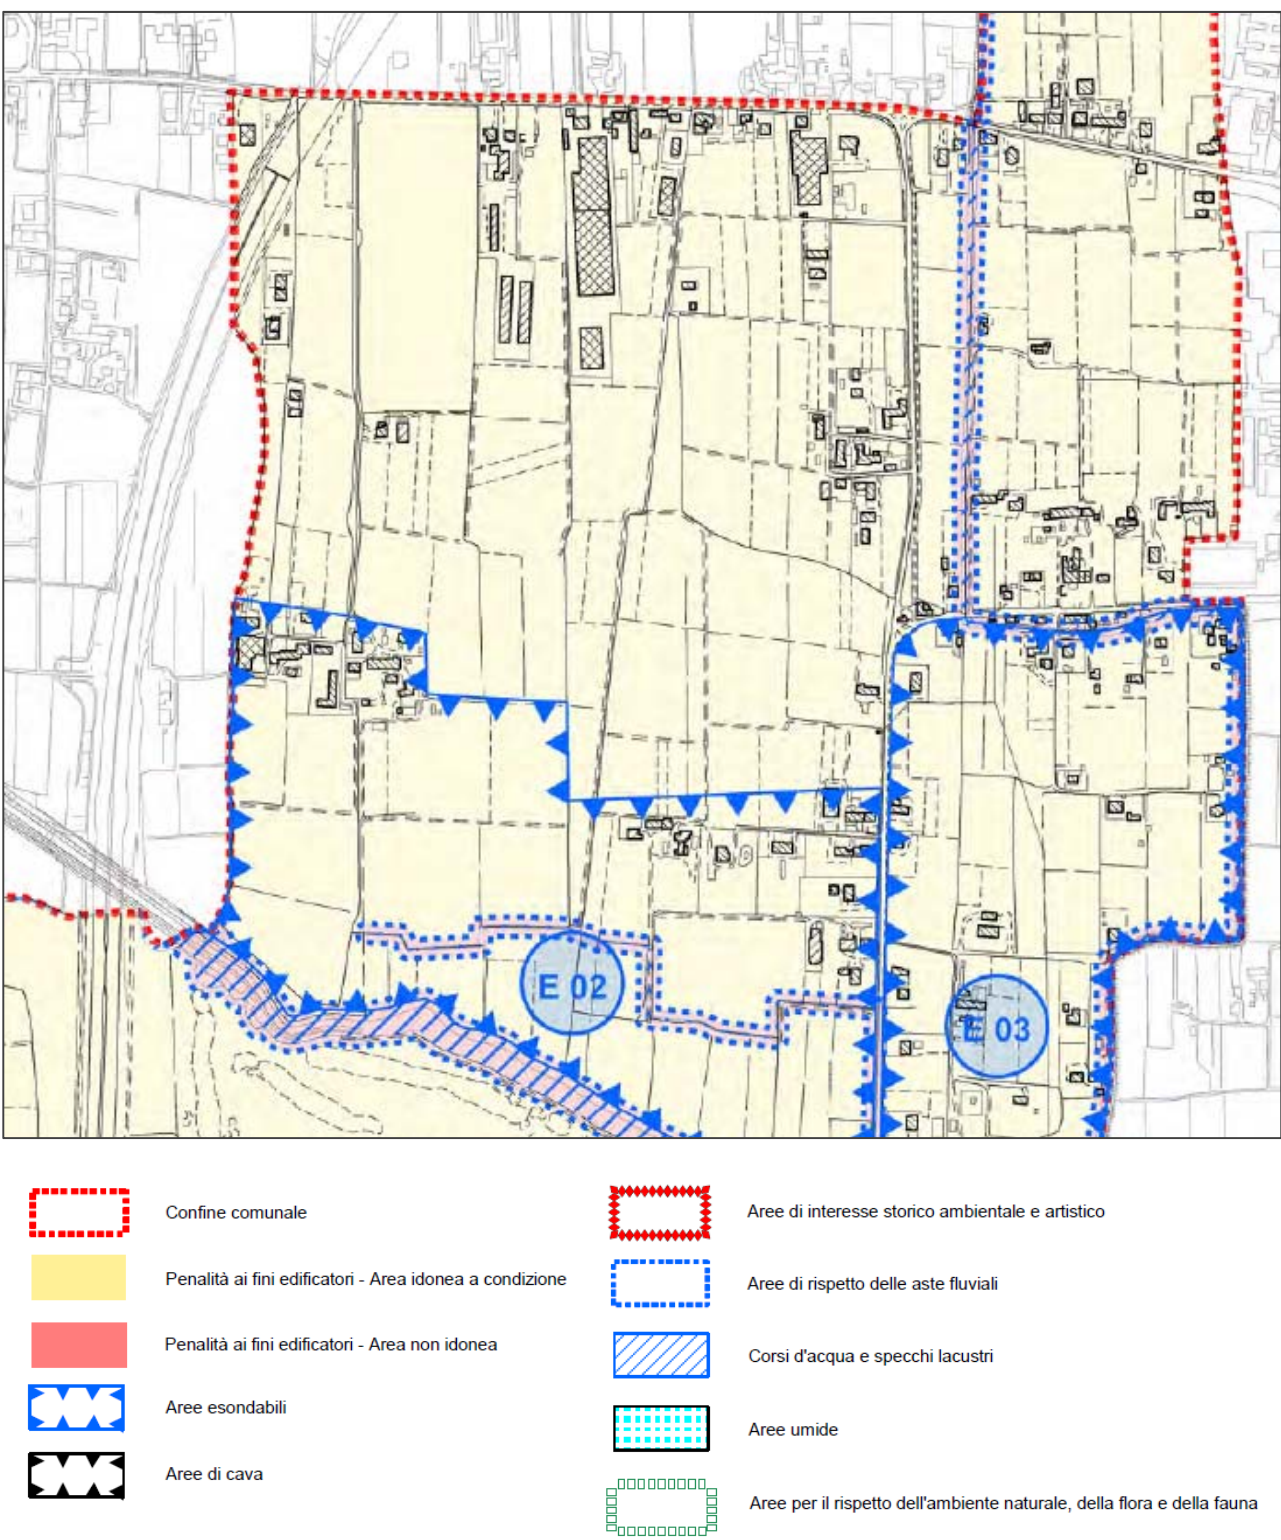 E 02
E 03
Confine comunale
Penalità ai fini edificatori - Area idonea a condizione
Penalità ai fini edificatori - Area non idonea
Aree esondabili
Aree di cava
Aree di interesse storico ambientale e artistico
Aree di rispetto delle aste fluviali
Corsi d'acqua e specchi lacustri
Aree umide
Aree per il rispetto dell'ambiente naturale, della flora e della fauna